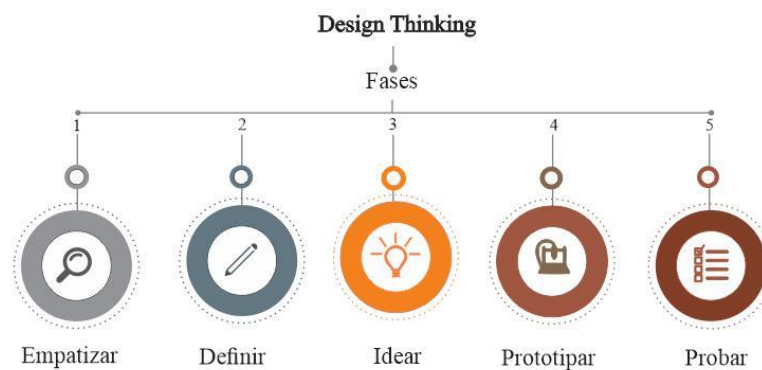 Design Thinking
Fases
1 2 3 4 5
Empatizar Definir Idear Prototipar Probar